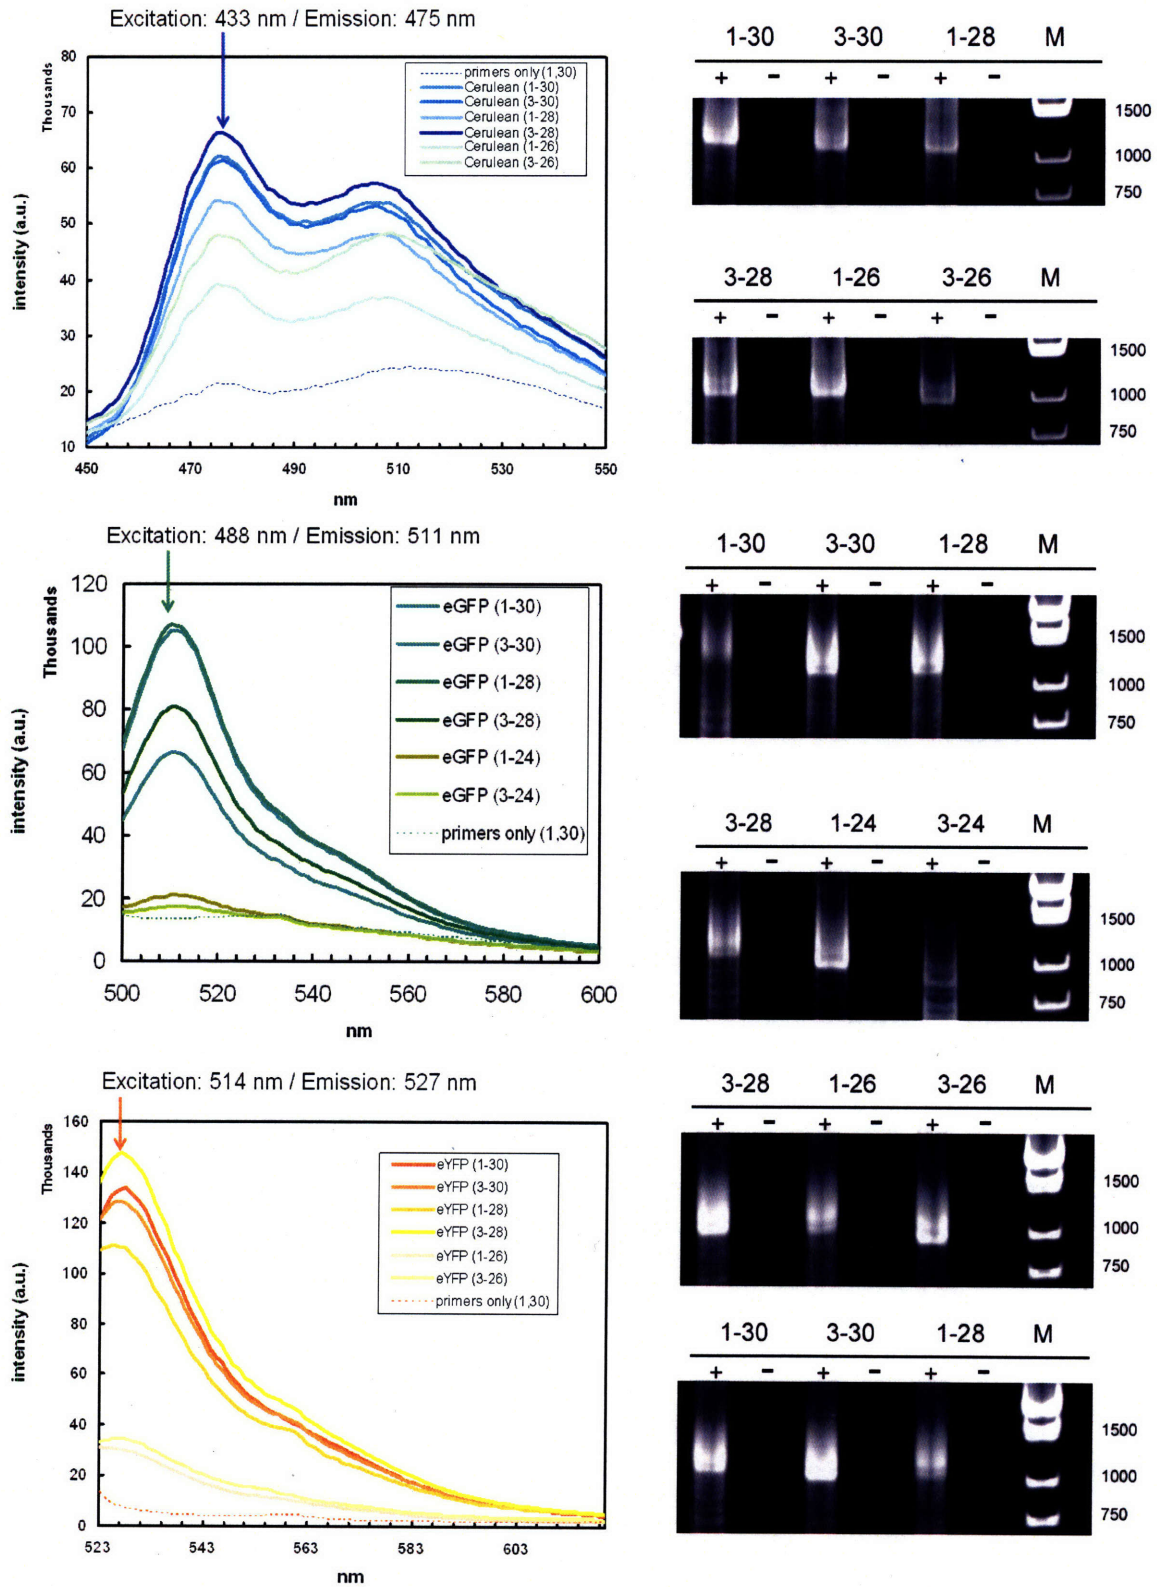 Excitation: 433 nm / Emission: 475 nm
Thousands
intensity (a.u.)
80
70
60
50
40
30
20
10
450
470
490
510
530
550
nm
primers only (1,30)
Cerulean (1-30)
Cerulean (3-30)
Cerulean (1-28)
Cerulean (3-28)
Cerulean (1-26)
Cerulean (3-26)
1-30 3-30 1-28 M
+ - + - + -
1500
1000
750
3-28 1-26 3-26 M
+ - + - + -
1500
1000
750
Excitation: 488 nm / Emission: 511 nm
Thousands
intensity (a.u.)
120
100
80
60
40
20
0
500
520
540
560
580
600
nm
eGFP (1-30)
eGFP (3-30)
eGFP (1-28)
eGFP (3-28)
eGFP (1-24)
eGFP (3-24)
primers only (1,30)
1-30 3-30 1-28 M
+ - + - + -
1500
1000
750
3-28 1-24 3-24 M
+ - + - + -
1500
1000
750
Excitation: 514 nm / Emission: 527 nm
Thousands
intensity (a.u.)
160
140
120
100
80
60
40
20
0
523
543
563
583
603
nm
eYFP (1-30)
eYFP (3-30)
eYFP (1-28)
eYFP (3-28)
eYFP (1-26)
eYFP (3-26)
primers only (1,30)
3-28 1-26 3-26 M
+ - + - + -
1500
1000
750
1-30 3-30 1-28 M
+ - + - + -
1500
1000
750